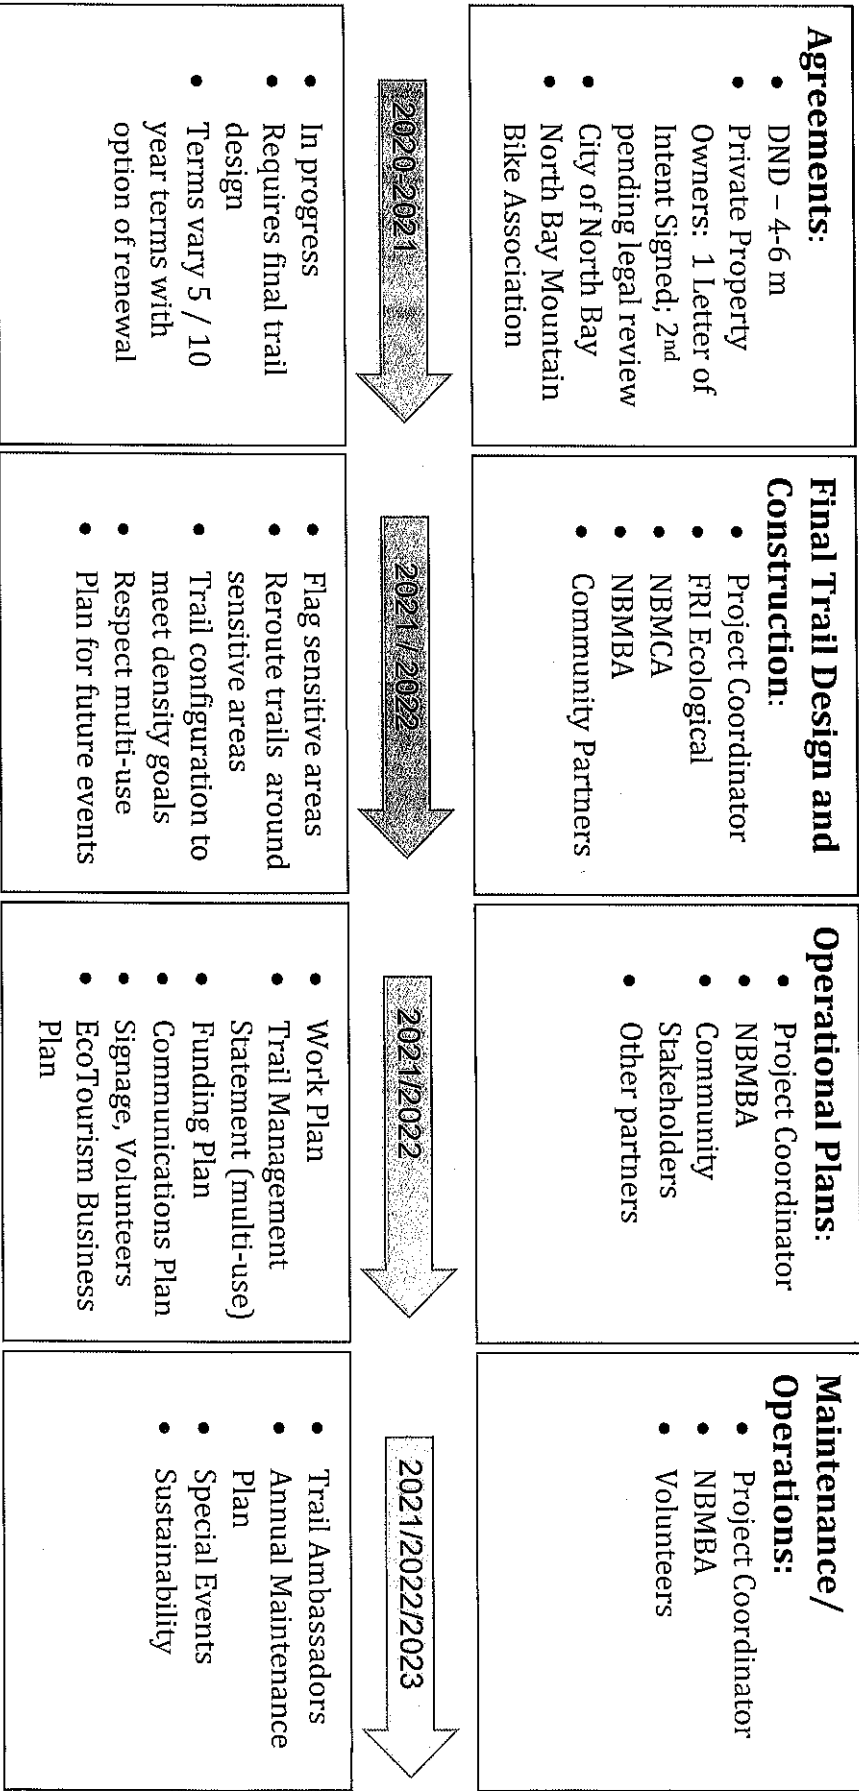 Agreements:
• DND – 4-6 m
• Private Property
Owners: 1 Letter of
Intent Signed; 2nd
pending legal review
• City of North Bay
• North Bay Mountain
Bike Association
Final Trail Design and
Construction:
• Project Coordinator
• FRI Ecological
• NBMCA
• NBMBA
• Community Partners
Operational Plans:
• Project Coordinator
• NBMBA
• Community
Stakeholders
• Other partners
Maintenance/
Operations:
• Project Coordinator
• NBMBA
• Volunteers
2020-2021
2021 / 2022
2021/2022
2021/2022/2023
• In progress
• Requires final trail
design
• Terms vary 5 / 10
year terms with
option of renewal
• Flag sensitive areas
• Reroute trails around
sensitive areas
• Trail configuration to
meet density goals
• Respect multi-use
• Plan for future events
• Work Plan
• Trail Management
Statement (multi-use)
• Funding Plan
• Communications Plan
• Signage, Volunteers
• EcoTourism Business
Plan
• Trail Ambassadors
• Annual Maintenance
Plan
• Special Events
• Sustainability